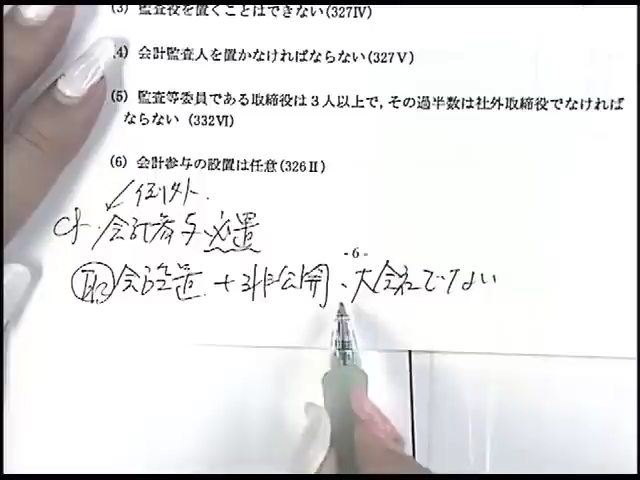 (3) 監査役を置くことはできない(327Ⅳ)
(4) 会計監査人を置かなければならない(327Ⅴ)
(5) 監査等委員である取締役は3人以上で,その過半数は社外取締役でなければ
ならない (332Ⅵ)
(6) 会計参与の設置は任意(326Ⅱ)
例外.
cf. 会計参与 必置
-6-
取 会設置 + 非公開、大会社でない